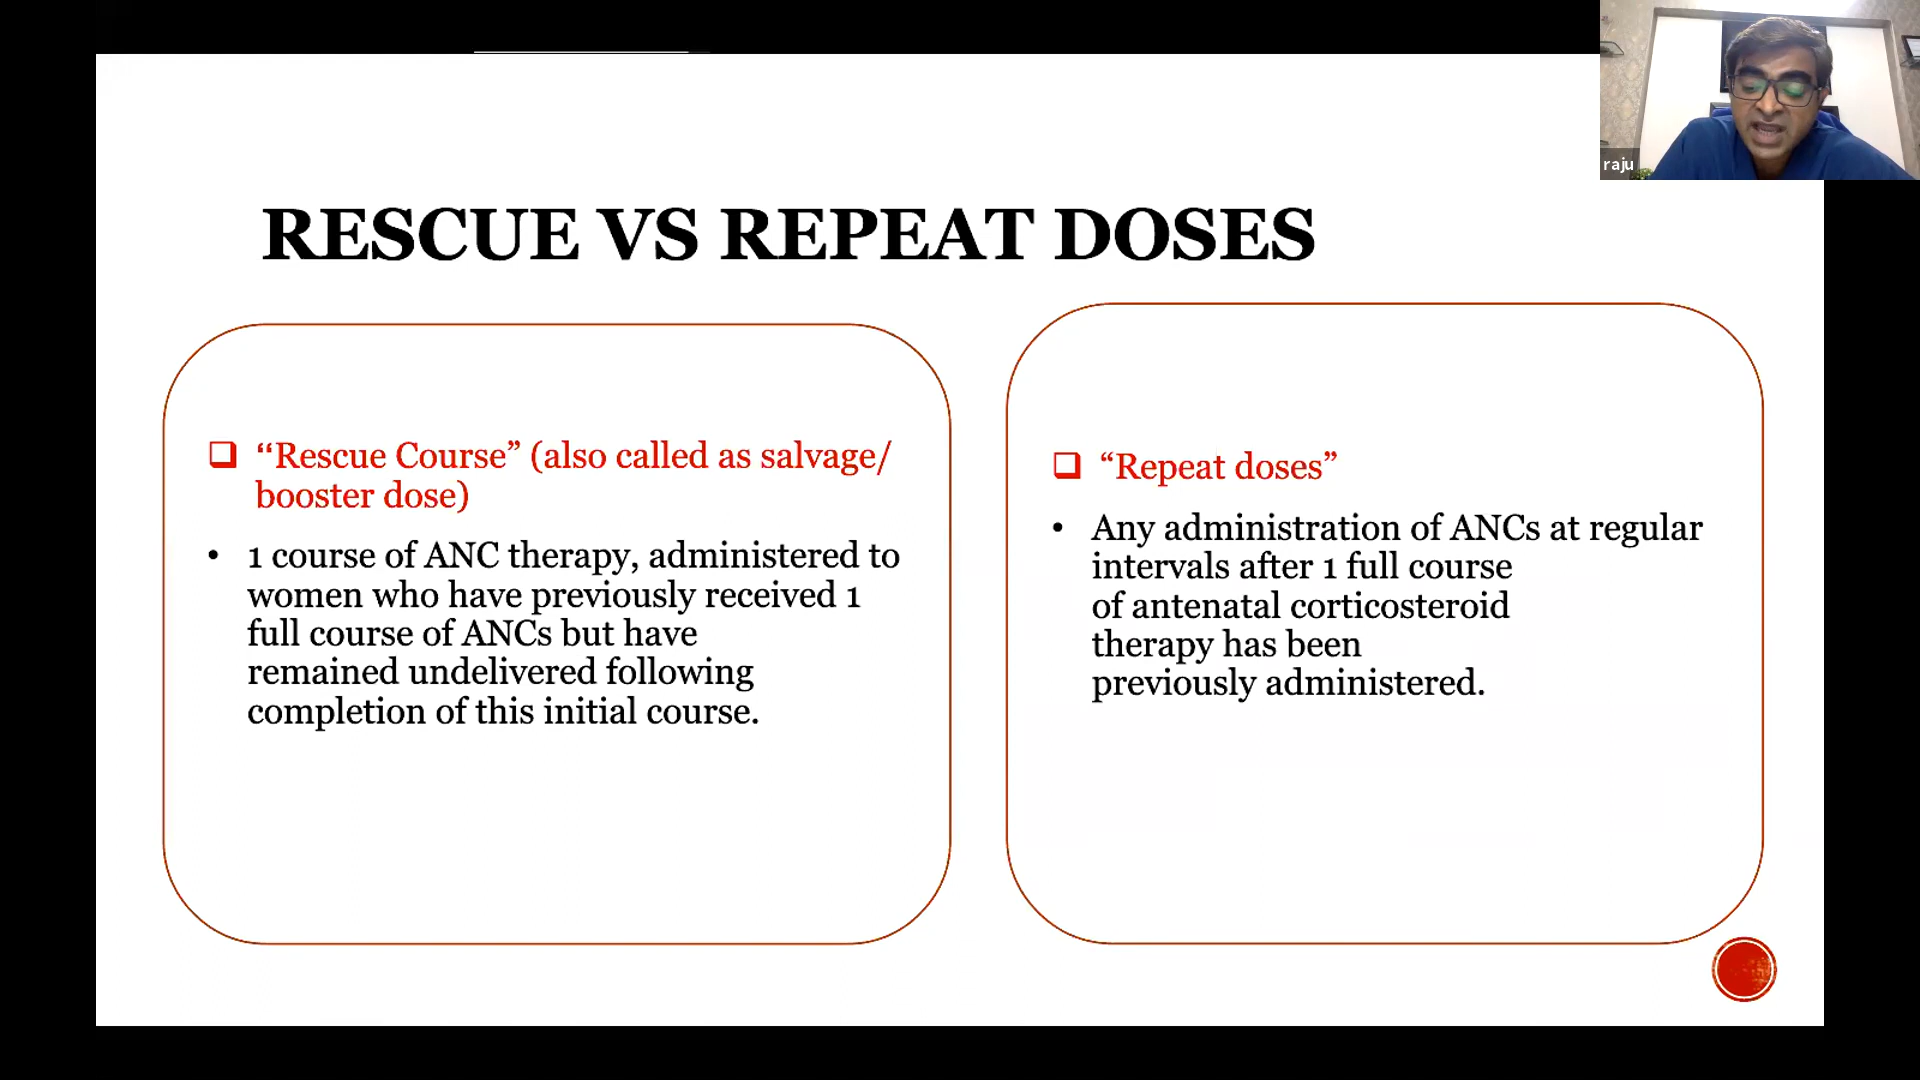 raju
RESCUE VS REPEAT DOSES
“Rescue Course” (also called as salvage/
booster dose)
• 1 course of ANC therapy, administered to
women who have previously received 1
full course of ANCs but have
remained undelivered following
completion of this initial course.
“Repeat doses”
• Any administration of ANCs at regular
intervals after 1 full course
of antenatal corticosteroid
therapy has been
previously administered.